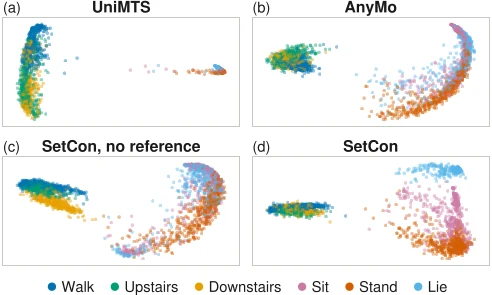 (a) UniMTS
(b) AnyMo
(c) SetCon, no reference
(d) SetCon
Walk Upstairs Downstairs Sit Stand Lie